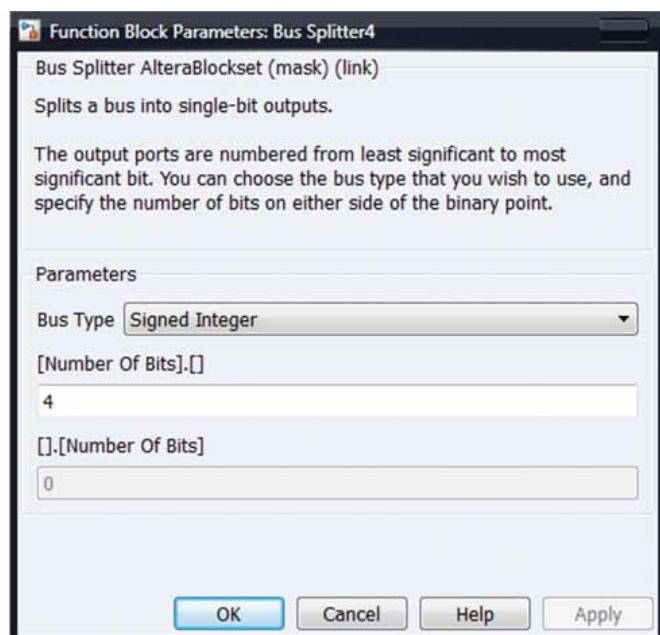 Function Block Parameters: Bus Splitter4
Bus Splitter AlteraBlockset (mask) (link)
Splits a bus into single-bit outputs.
The output ports are numbered from least significant to most
significant bit. You can choose the bus type that you wish to use, and
specify the number of bits on either side of the binary point.
Parameters
Bus Type Signed Integer
[Number Of Bits].[]
4
[].[Number Of Bits]
0
OK Cancel Help Apply